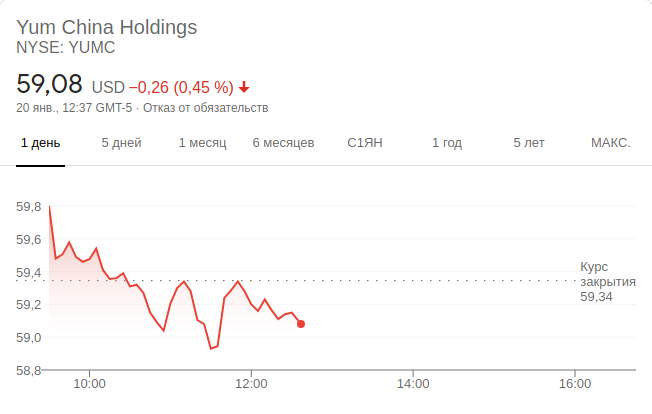 Yum China Holdings
NYSE: YUMC
59,08 USD −0,26 (0,45 %)
20 янв., 12:37 GMT-5 · Отказ от обязательств
1 день 5 дней 1 месяц 6 месяцев С1ЯН 1 год 5 лет МАКС.
59,8
59,6
59,4
59,2
59,0
58,8
Курс
закрытия
59,34
10:00 12:00 14:00 16:00